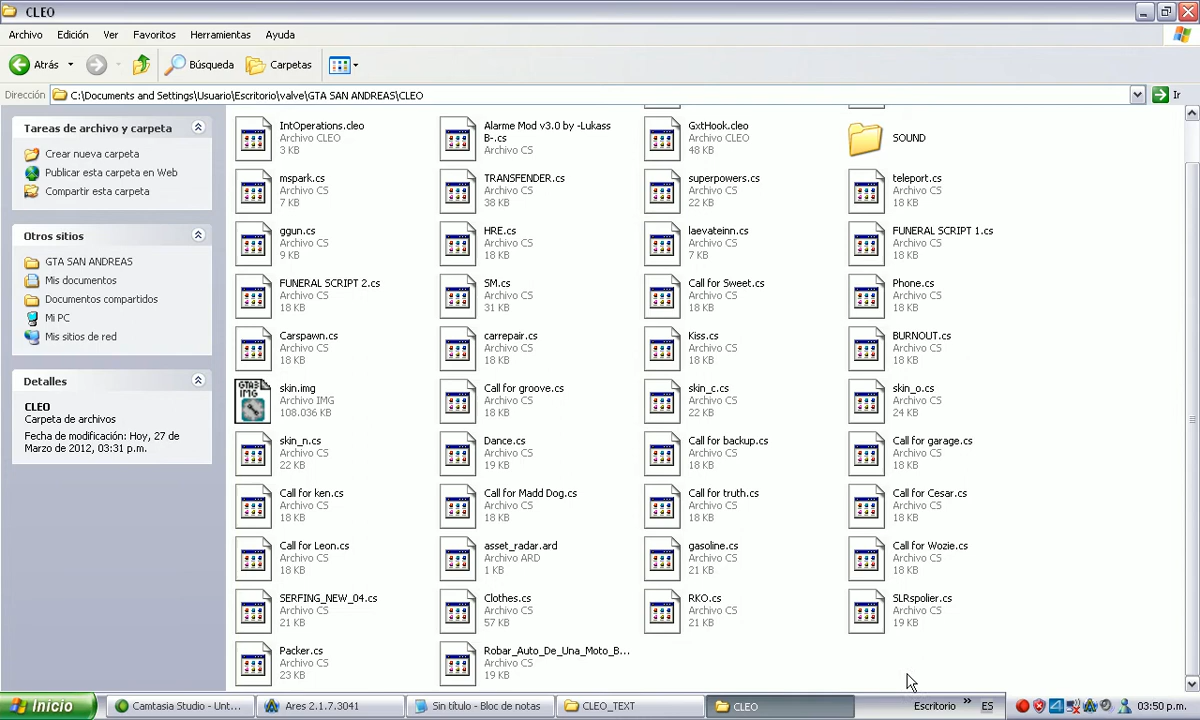 CLEO
Archivo Edición Ver Favoritos Herramientas Ayuda
Atrás Búsqueda Carpetas
Dirección C:\Documents and Settings\Usuario\Escritorio\valve\GTA SAN ANDREAS\CLEO Ir
Tareas de archivo y carpeta
Crear nueva carpeta
Publicar esta carpeta en Web
Compartir esta carpeta
Otros sitios
GTA SAN ANDREAS
Mis documentos
Documentos compartidos
Mi PC
Mis sitios de red
Detalles
CLEO
Carpeta de archivos
Fecha de modificación: Hoy, 27 de
Marzo de 2012, 03:31 p.m.
IntOperations.cleo
Archivo CLEO
3 KB
Alarme Mod v3.0 by -Lukass
B-.cs
Archivo CS
GxtHook.cleo
Archivo CLEO
48 KB
SOUND
mspark.cs
Archivo CS
7 KB
TRANSFENDER.cs
Archivo CS
38 KB
superpowers.cs
Archivo CS
22 KB
teleport.cs
Archivo CS
18 KB
ggun.cs
Archivo CS
9 KB
HRE.cs
Archivo CS
18 KB
laevateinn.cs
Archivo CS
7 KB
FUNERAL SCRIPT 1.cs
Archivo CS
18 KB
FUNERAL SCRIPT 2.cs
Archivo CS
18 KB
SM.cs
Archivo CS
31 KB
Call for Sweet.cs
Archivo CS
18 KB
Phone.cs
Archivo CS
18 KB
Carspawn.cs
Archivo CS
18 KB
carrepair.cs
Archivo CS
18 KB
Kiss.cs
Archivo CS
18 KB
BURNOUT.cs
Archivo CS
18 KB
GTA3
IMG
skin.img
Archivo IMG
108.036 KB
Call for groove.cs
Archivo CS
18 KB
skin_c.cs
Archivo CS
22 KB
skin_o.cs
Archivo CS
24 KB
skin_n.cs
Archivo CS
22 KB
Dance.cs
Archivo CS
19 KB
Call for backup.cs
Archivo CS
18 KB
Call for garage.cs
Archivo CS
18 KB
Call for ken.cs
Archivo CS
18 KB
Call for Madd Dog.cs
Archivo CS
18 KB
Call for truth.cs
Archivo CS
18 KB
Call for Cesar.cs
Archivo CS
18 KB
Call for Leon.cs
Archivo CS
18 KB
asset_radar.ard
Archivo ARD
1 KB
gasoline.cs
Archivo CS
21 KB
Call for Wozie.cs
Archivo CS
18 KB
SERFING_NEW_04.cs
Archivo CS
21 KB
Clothes.cs
Archivo CS
57 KB
RKO.cs
Archivo CS
21 KB
SLRspolier.cs
Archivo CS
19 KB
Packer.cs
Archivo CS
23 KB
Robar_Auto_De_Una_Moto_B...
Archivo CS
19 KB
Inicio Camtasia Studio - Unt... Ares 2.1.7.3041 Sin título - Bloc de notas CLEO_TEXT CLEO Escritorio » ES 03:50 p.m.